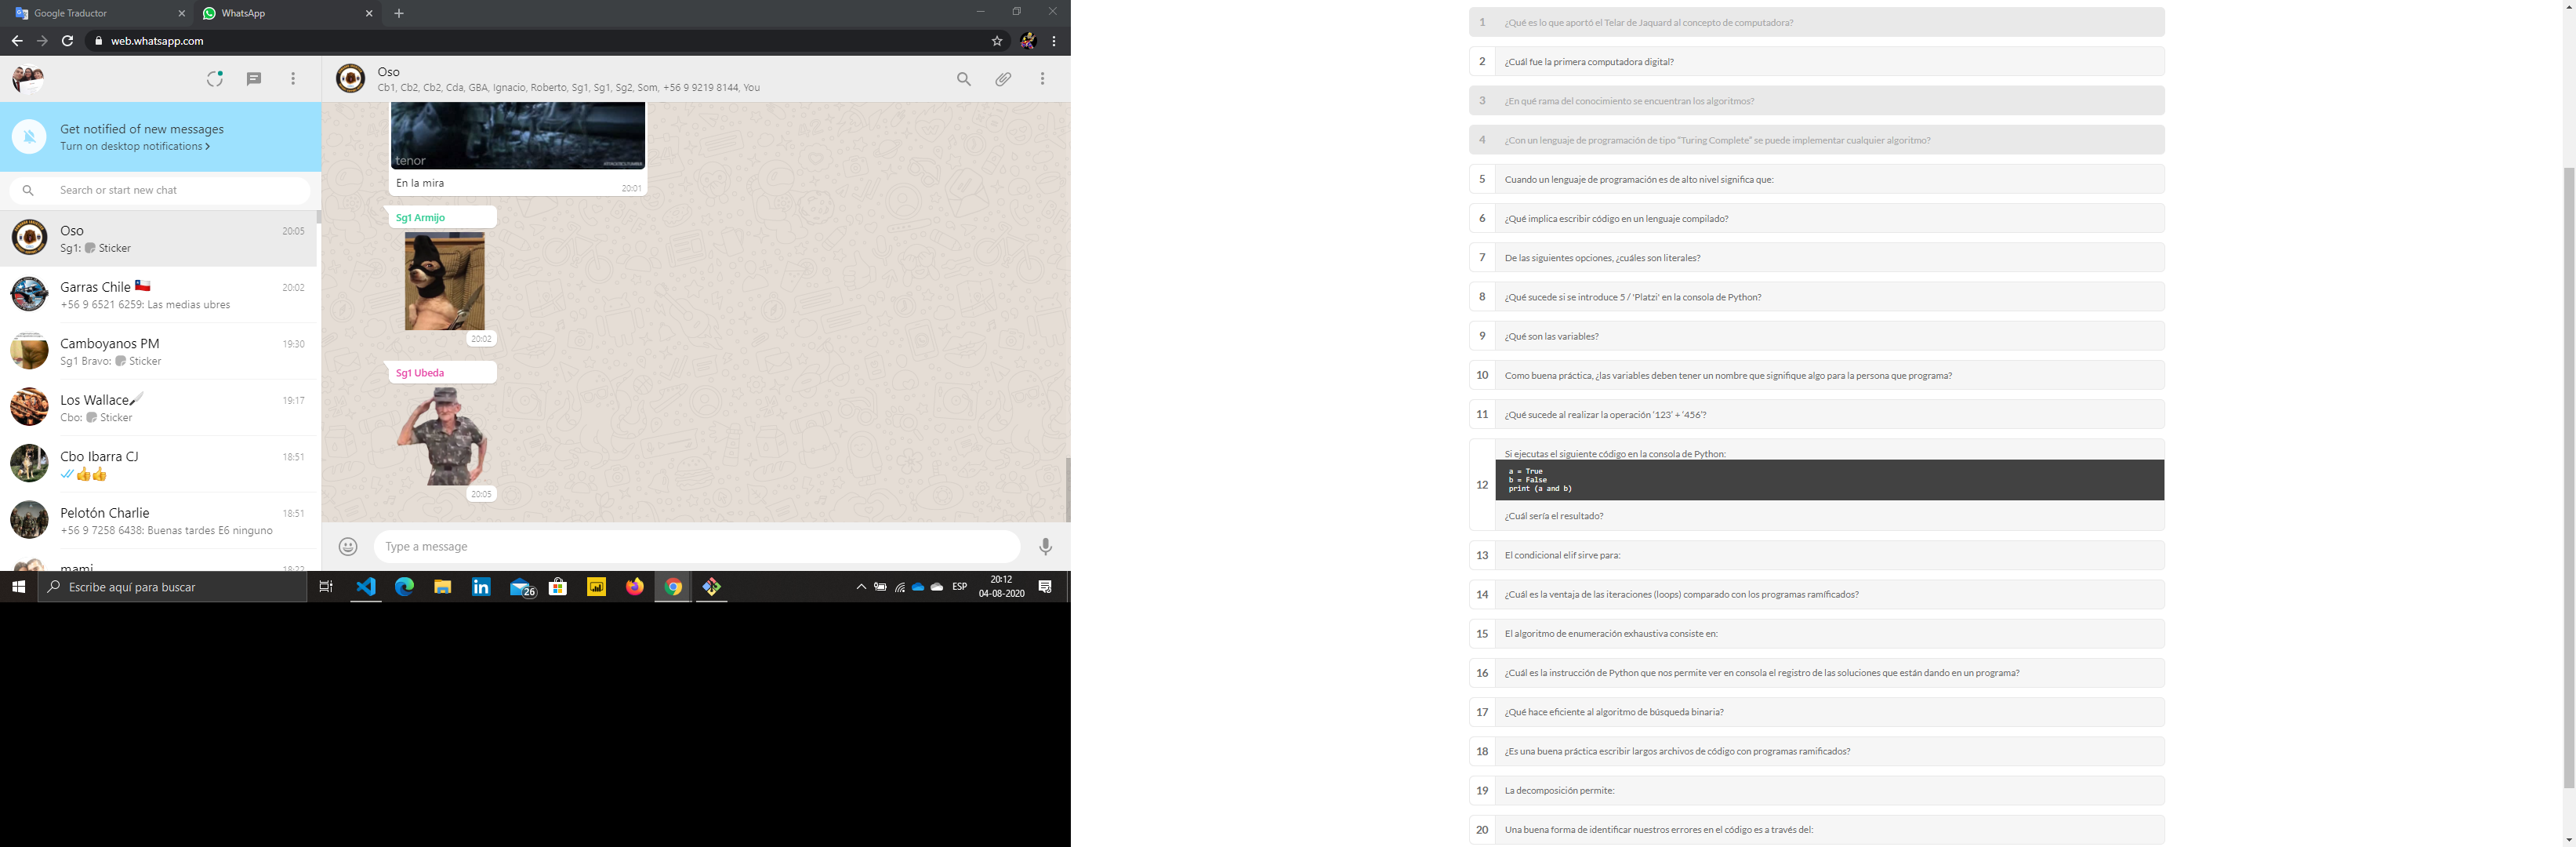 Google Traductor
WhatsApp
web.whatsapp.com
Get notified of new messages
Turn on desktop notifications
Search or start new chat
Oso 20:05
Sg1: Sticker
Garras Chile 🇨🇱 20:02
+56 9 6521 6259: Las medias ubres
Camboyanos PM 19:30
Sg1 Bravo: Sticker
Los Wallace 19:17
Cbo: Sticker
Cbo Ibarra CJ 18:51
👍👍
Pelotón Charlie 18:51
+56 9 7258 6438: Buenas tardes E6 ninguno
mami 18:22
Oso
Cb1, Cb2, Cb2, Cda, GBA, Ignacio, Roberto, Sg1, Sg1, Sg2, Som, +56 9 9219 8144, You
tenor
En la mira 20:01
Sg1 Armijo
20:02
Sg1 Ubeda
20:05
Type a message
Escribe aquí para buscar
26
ESP
20:12
04-08-2020
1 ¿Qué es lo que aportó el Telar de Jaquard al concepto de computadora?
2 ¿Cuál fue la primera computadora digital?
3 ¿En qué rama del conocimiento se encuentran los algoritmos?
4 ¿Con un lenguaje de programación de tipo "Turing Complete" se puede implementar cualquier algoritmo?
5 Cuando un lenguaje de programación es de alto nivel significa que:
6 ¿Qué implica escribir código en un lenguaje compilado?
7 De las siguientes opciones, ¿cuáles son literales?
8 ¿Qué sucede si se introduce 5 / 'Platzi' en la consola de Python?
9 ¿Qué son las variables?
10 Como buena práctica, ¿las variables deben tener un nombre que signifique algo para la persona que programa?
11 ¿Qué sucede al realizar la operación '123' + '456'?
12 Si ejecutas el siguiente código en la consola de Python:
a = True
b = False
print (a and b)
¿Cuál sería el resultado?
13 El condicional elif sirve para:
14 ¿Cuál es la ventaja de las iteraciones (loops) comparado con los programas ramificados?
15 El algoritmo de enumeración exhaustiva consiste en:
16 ¿Cuál es la instrucción de Python que nos permite ver en consola el registro de las soluciones que están dando en un programa?
17 ¿Qué hace eficiente al algoritmo de búsqueda binaria?
18 ¿Es una buena práctica escribir largos archivos de código con programas ramificados?
19 La decomposición permite:
20 Una buena forma de identificar nuestros errores en el código es a través del: